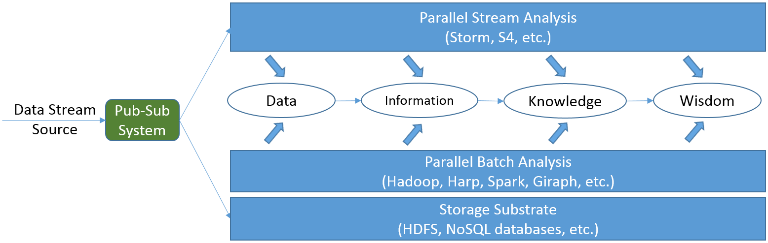 Parallel Stream Analysis
(Storm, S4, etc.)
Data Stream
Source
Pub-Sub
System
Data
Information
Knowledge
Wisdom
Parallel Batch Analysis
(Hadoop, Harp, Spark, Giraph, etc.)
Storage Substrate
(HDFS, NoSQL databases, etc.)